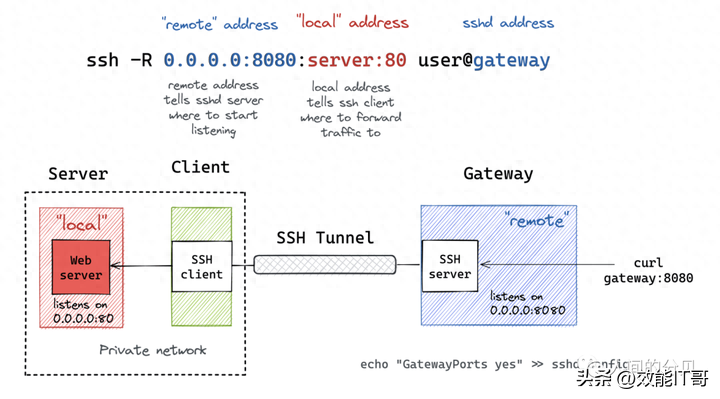 "remote" address "local" address sshd address
ssh -R 0.0.0.0:8080:server:80 user@gateway
remote address
tells sshd server
where to start
listening
local address
tells ssh client
where to forward
traffic to
Server
Client
Gateway
"local"
Web
server
listens on
0.0.0.0:80
SSH
client
Private network
SSH Tunnel
"remote"
SSH
server
listens on
0.0.0.0:8080
curl
gateway:8080
echo "GatewayPorts yes" >> sshd_config
间的分贝
头条 @效能IT哥